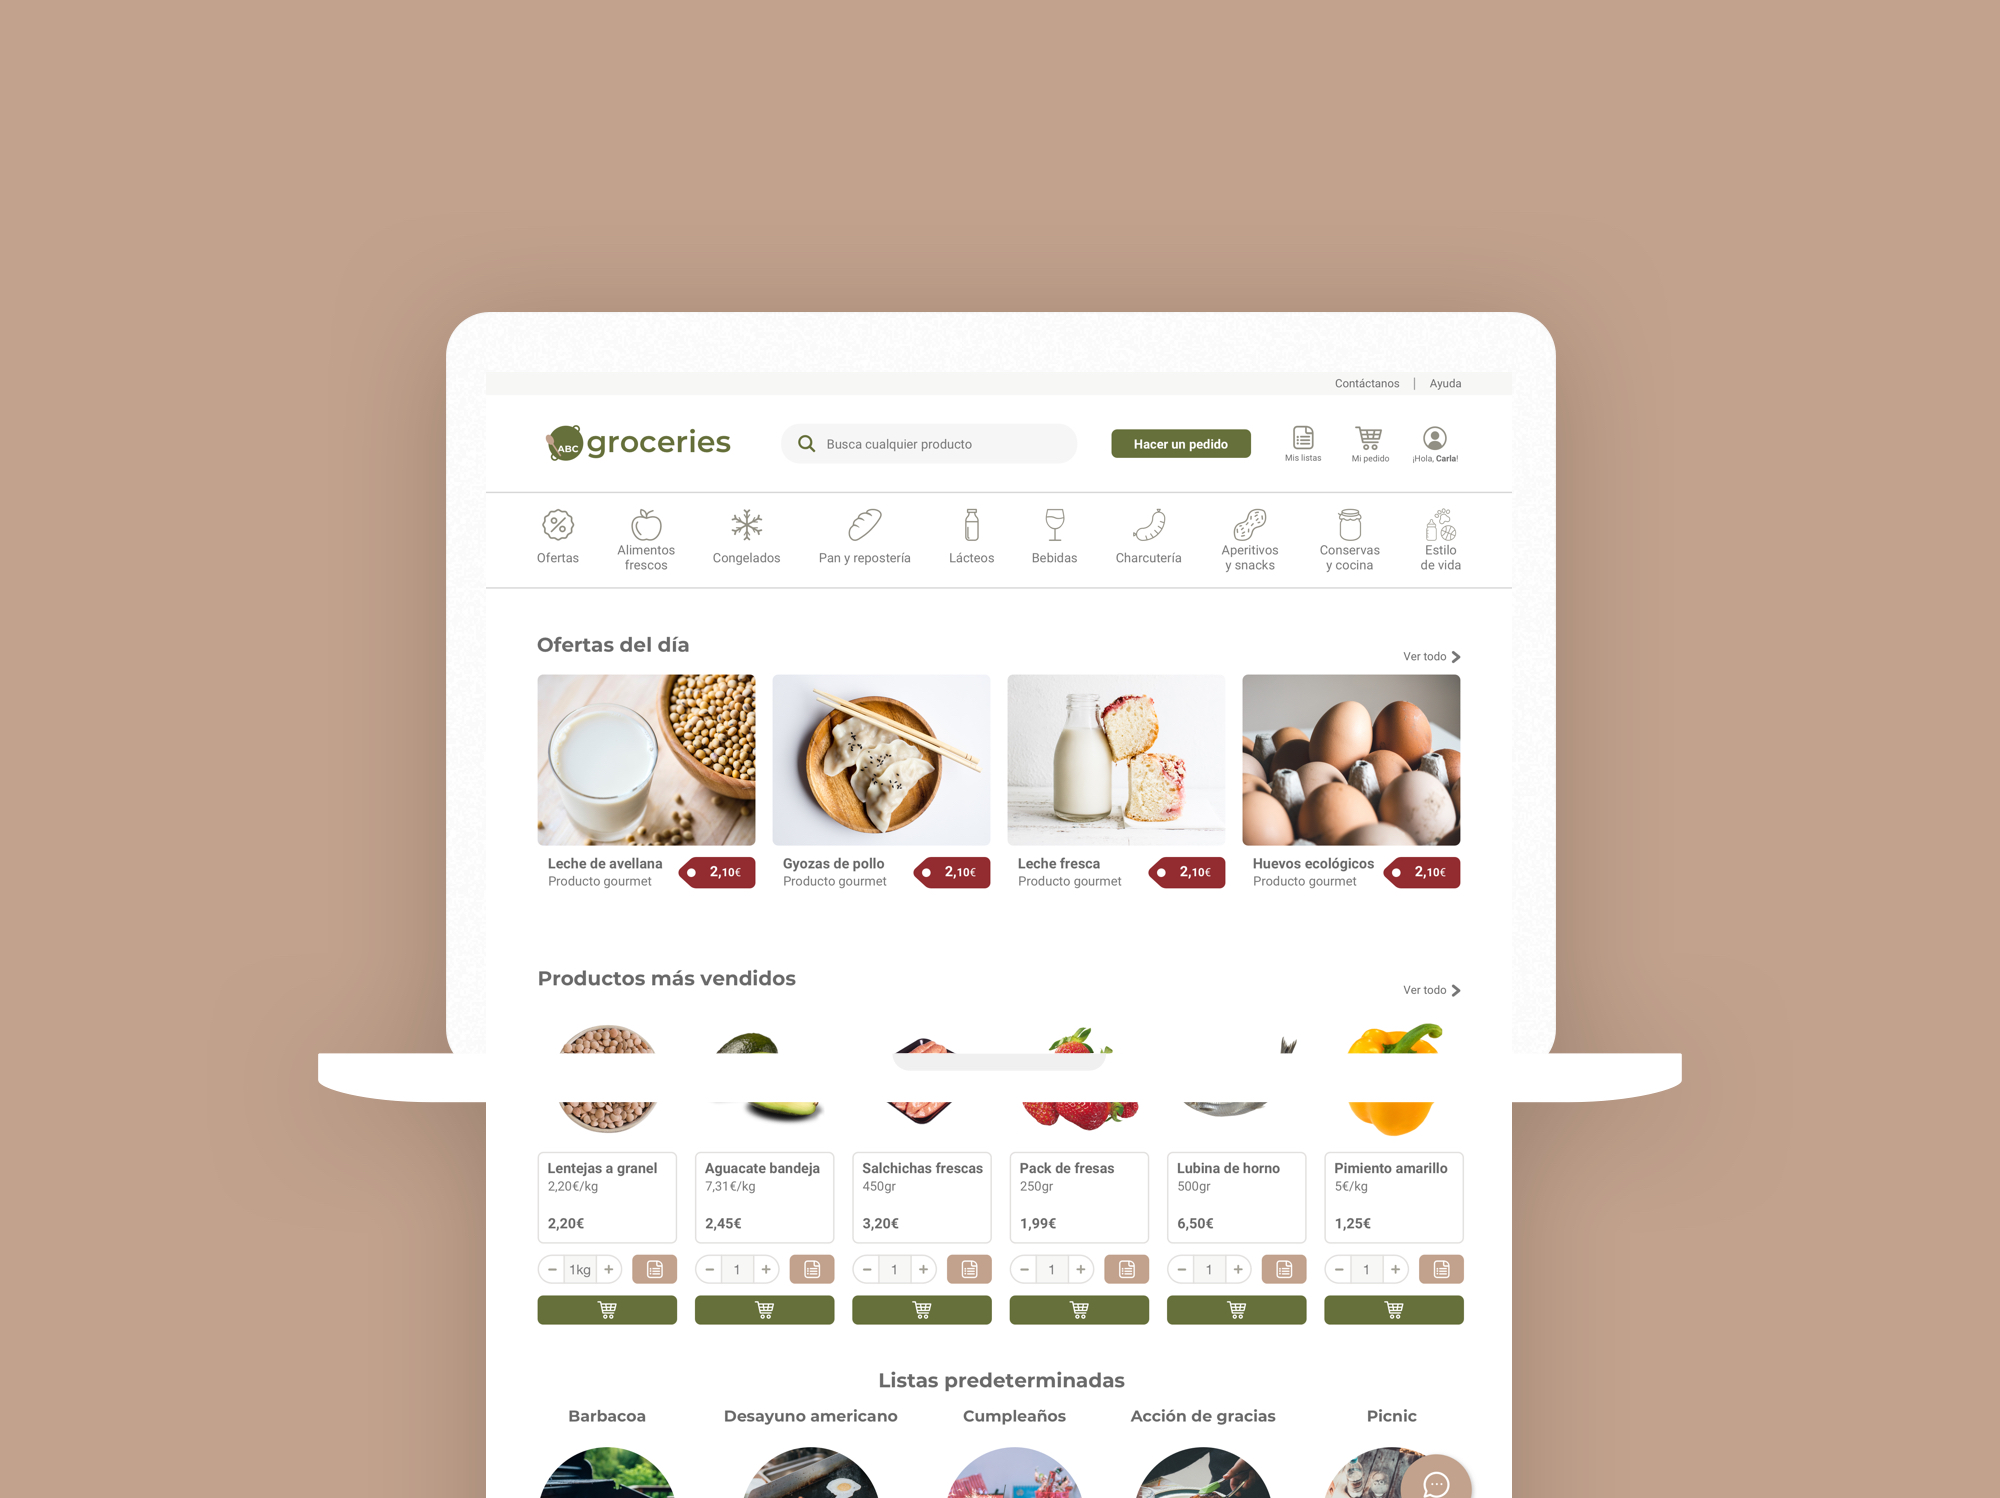 Contáctanos | Ayuda
ABC groceries
Busca cualquier producto
Hacer un pedido
Mis listas
Mi pedido
¡Hola, Carla!
Ofertas
Alimentos
frescos
Congelados
Pan y repostería
Lácteos
Bebidas
Charcutería
Aperitivos
y snacks
Conservas
y cocina
Estilo
de vida
Ofertas del día
Ver todo
Leche de avellana
Producto gourmet
2,10€
Gyozas de pollo
Producto gourmet
2,10€
Leche fresca
Producto gourmet
2,10€
Huevos ecológicos
Producto gourmet
2,10€
Productos más vendidos
Ver todo
Lentejas a granel
2,20€/kg
2,20€
− 1kg +
Aguacate bandeja
7,31€/kg
2,45€
− 1 +
Salchichas frescas
450gr
3,20€
− 1 +
Pack de fresas
250gr
1,99€
− 1 +
Lubina de horno
500gr
6,50€
− 1 +
Pimiento amarillo
5€/kg
1,25€
− 1 +
Listas predeterminadas
Barbacoa
Desayuno americano
Cumpleaños
Acción de gracias
Picnic